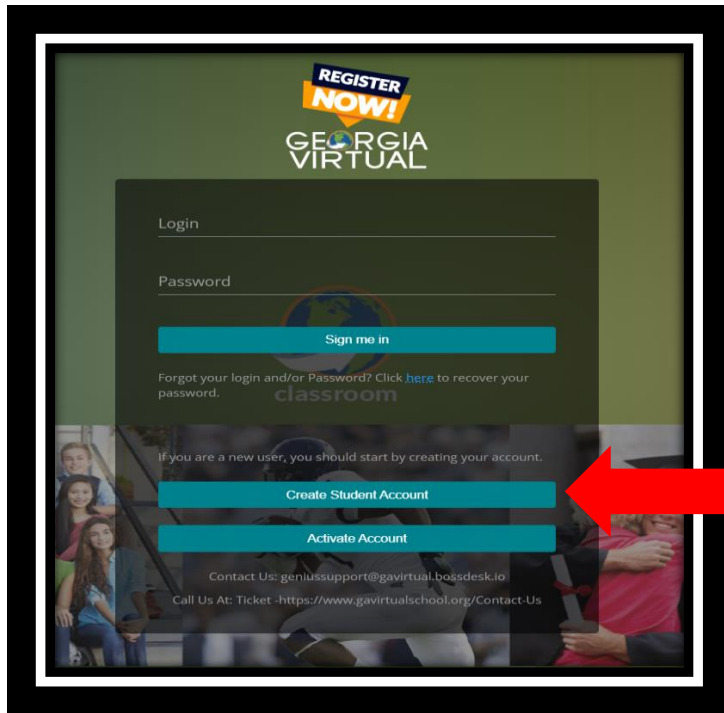 REGISTER
NOW!
GEORGIA
VIRTUAL
Login
Password
Sign me in
Forgot your login and/or Password? Click here to recover your
password.
classroom
If you are a new user, you should start by creating your account.
Create Student Account
Activate Account
Contact Us: geniussupport@gavirtual.bossdesk.io
Call Us At: Ticket -https://www.gavirtualschool.org/Contact-Us